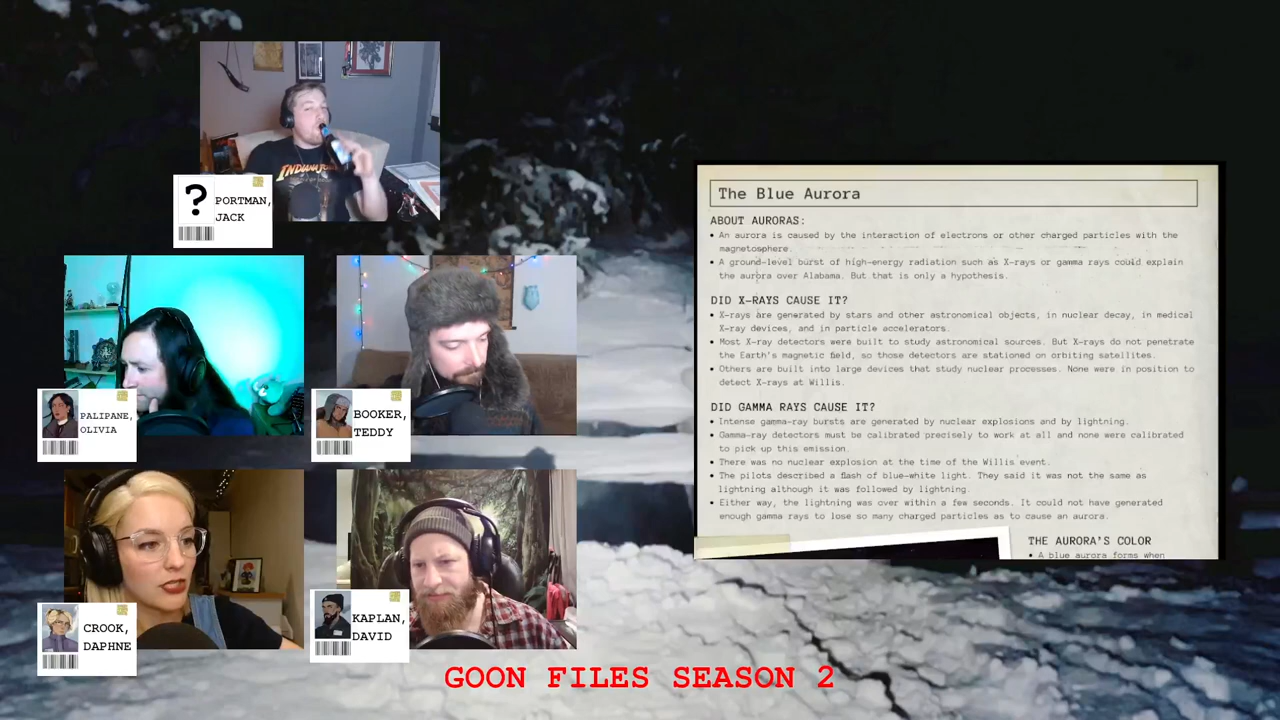 INDIANA JO
?
PORTMAN,
JACK
PALIPANE,
OLIVIA
BOOKER,
TEDDY
CROOK,
DAPHNE
KAPLAN,
DAVID
The Blue Aurora
ABOUT AURORAS:
• An aurora is caused by the interaction of electrons or other charged particles with the
magnetosphere.
• A ground-level burst of high-energy radiation such as X-rays or gamma rays could explain
the aurora over Alabama. But that is only a hypothesis.
DID X-RAYS CAUSE IT?
• X-rays are generated by stars and other astronomical objects, in nuclear decay, in medical
X-ray devices, and in particle accelerators.
• Most X-ray detectors were built to study astronomical sources. But X-rays do not penetrate
the Earth's magnetic field, so those detectors are stationed on orbiting satellites.
• Others are built into large devices that study nuclear processes. None were in position to
detect X-rays at Willis.
DID GAMMA RAYS CAUSE IT?
• Intense gamma-ray bursts are generated by nuclear explosions and by lightning.
• Gamma-ray detectors must be calibrated precisely to work at all and none were calibrated
to pick up this emission.
• There was no nuclear explosion at the time of the Willis event.
• The pilots described a flash of blue-white light. They said it was not the same as
lightning although it was followed by lightning.
• Either way, the lightning was over within a few seconds. It could not have generated
enough gamma rays to lose so many charged particles as to cause an aurora.
THE AURORA'S COLOR
• A blue aurora forms when
GOON FILES SEASON 2